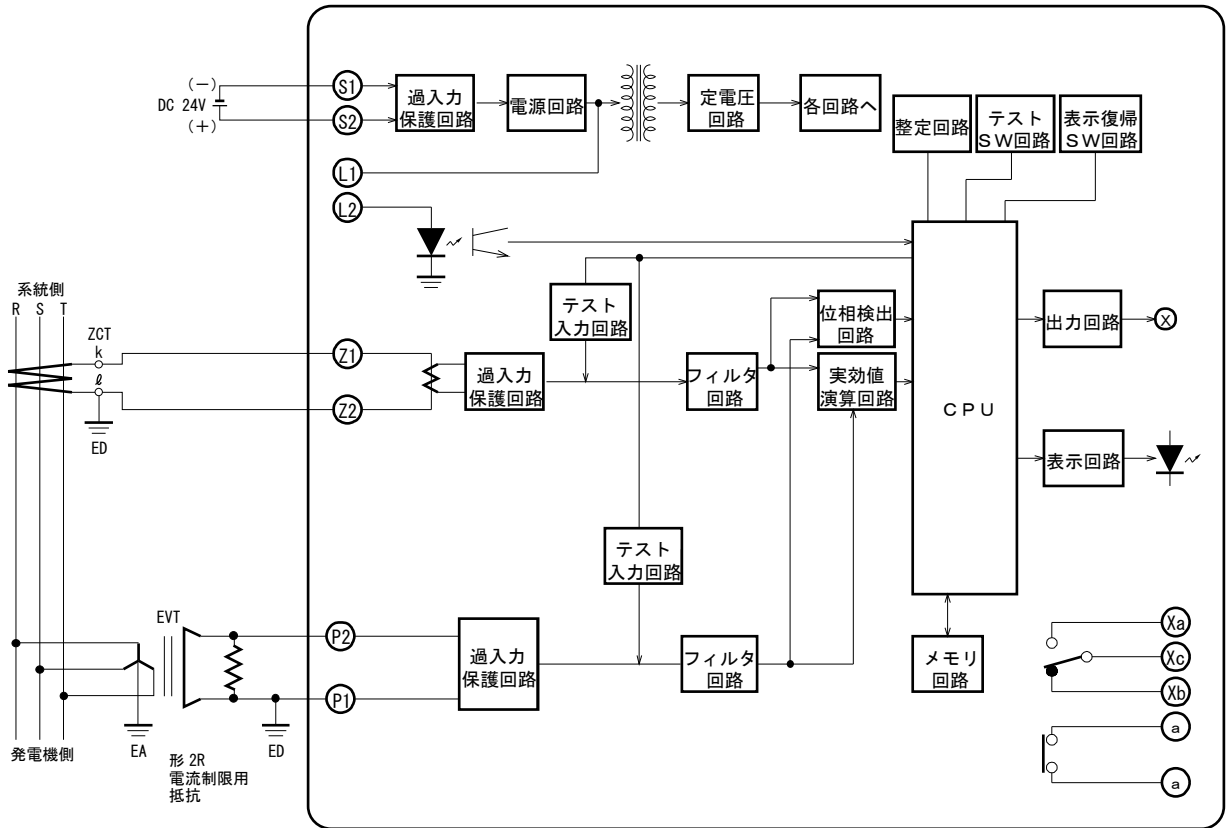 (－)
DC 24V
(＋)
S1
S2
過入力
保護回路
電源回路
定電圧
回路
各回路へ
整定回路
テスト
ＳＷ回路
表示復帰
ＳＷ回路
L1
L2
系統側
R S T
ZCT
k
ℓ
ED
Z1
Z2
過入力
保護回路
テスト
入力回路
フィルタ
回路
位相検出
回路
実効値
演算回路
ＣＰＵ
出力回路
X
表示回路
テスト
入力回路
EVT
P2
P1
過入力
保護回路
フィルタ
回路
メモリ
回路
Xa
Xc
Xb
a
a
発電機側
EA
ED
形 2R
電流制限用
抵抗